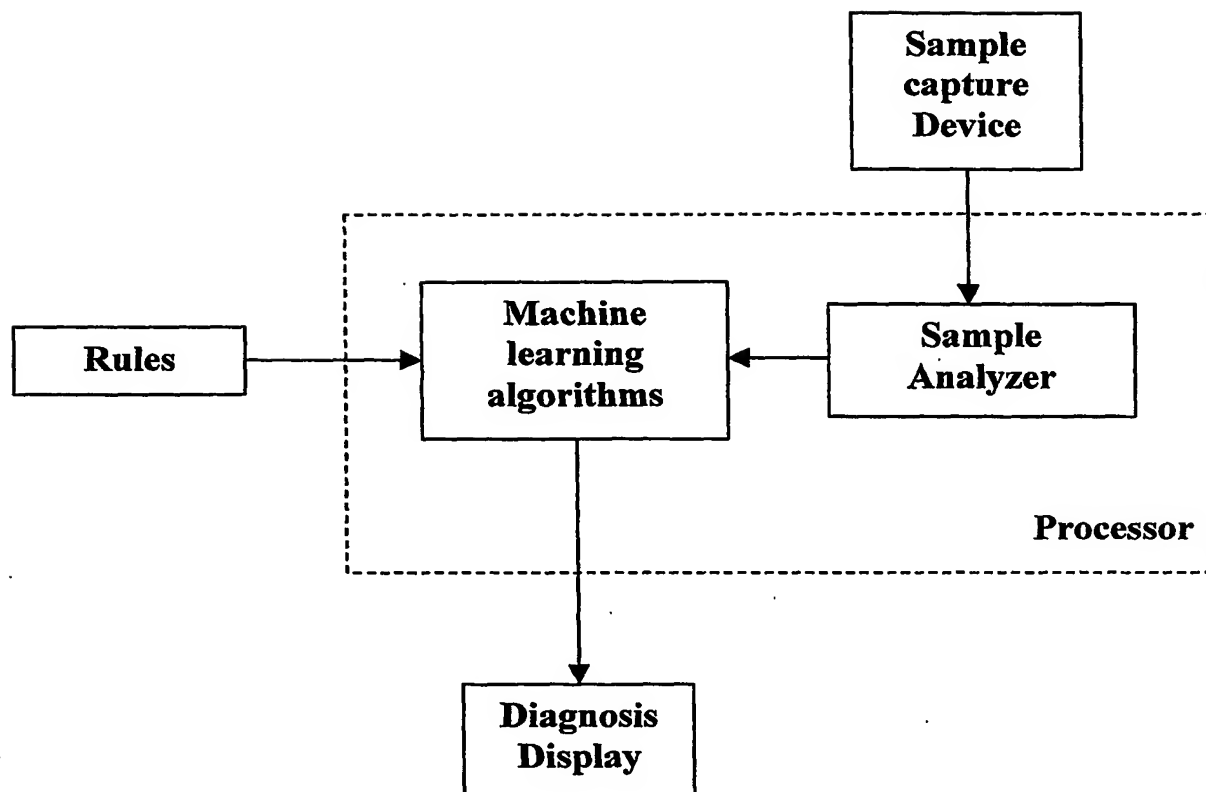 Sample
capture
Device
Machine
learning
algorithms
Rules
Sample
Analyzer
Processor
Diagnosis
Display